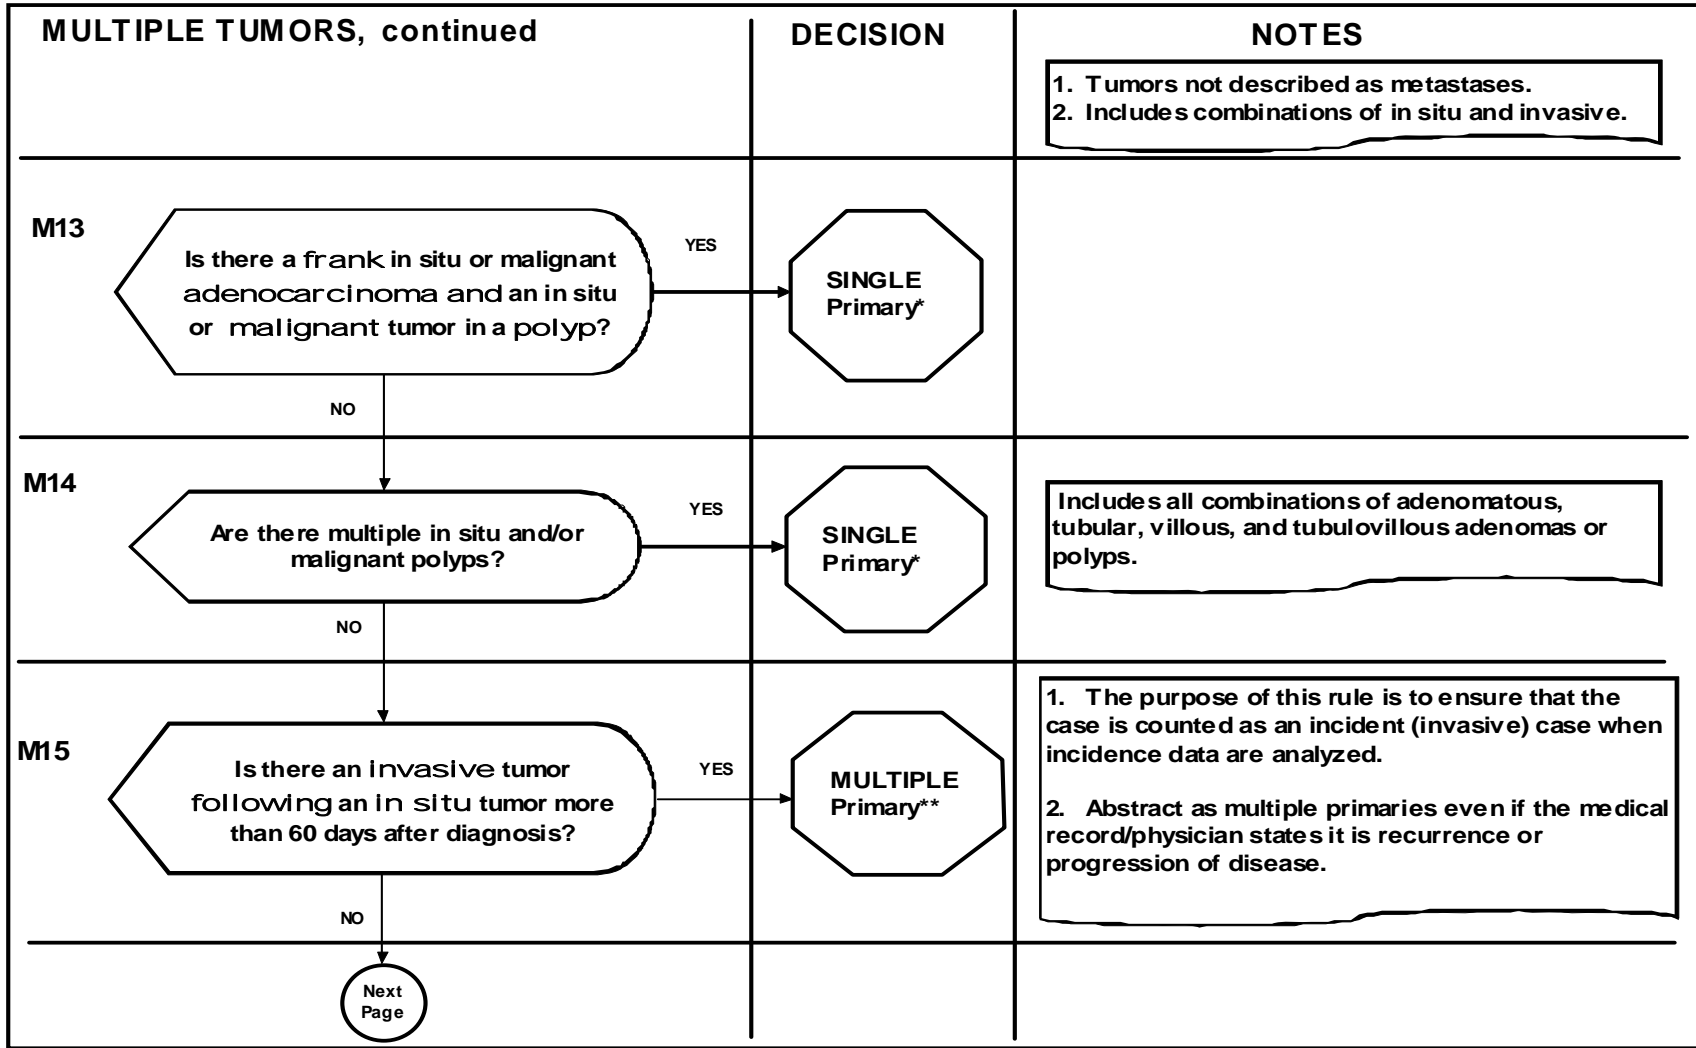 MULTIPLE TUMORS, continued
DECISION
NOTES
1. Tumors not described as metastases.
2. Includes combinations of in situ and invasive.
M13
Is there a frank in situ or malignant
adenocarcinoma and an in situ
or malignant tumor in a polyp?
YES
SINGLE
Primary*
NO
M14
Are there multiple in situ and/or
malignant polyps?
YES
SINGLE
Primary*
Includes all combinations of adenomatous,
tubular, villous, and tubulovillous adenomas or
polyps.
NO
M15
Is there an invasive tumor
following an in situ tumor more
than 60 days after diagnosis?
YES
MULTIPLE
Primary**
1. The purpose of this rule is to ensure that the
case is counted as an incident (invasive) case when
incidence data are analyzed.
2. Abstract as multiple primaries even if the medical
record/physician states it is recurrence or
progression of disease.
NO
Next
Page